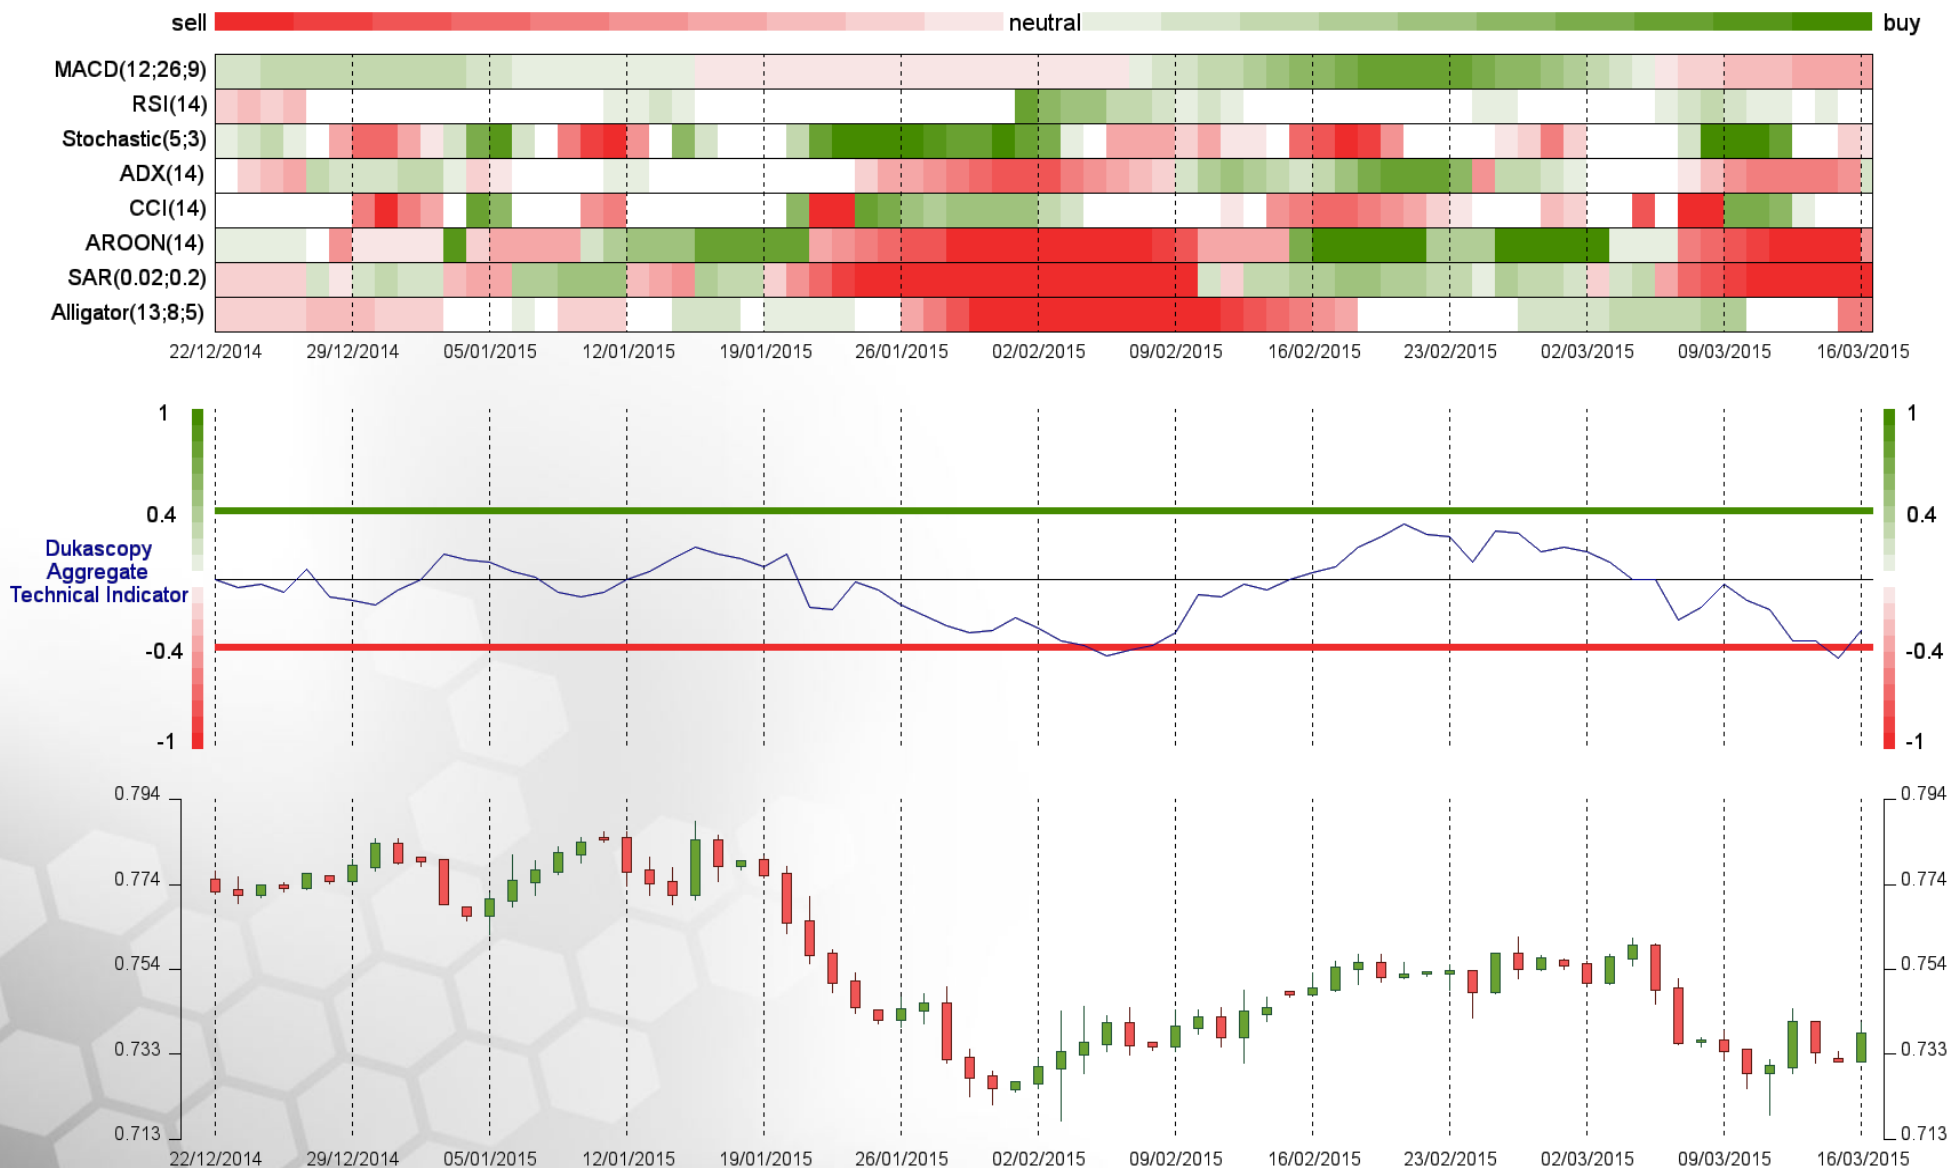 sell neutral buy
MACD(12;26;9)
RSI(14)
Stochastic(5;3)
ADX(14)
CCI(14)
AROON(14)
SAR(0.02;0.2)
Alligator(13;8;5)
22/12/2014 29/12/2014 05/01/2015 12/01/2015 19/01/2015 26/01/2015 02/02/2015 09/02/2015 16/02/2015 23/02/2015 02/03/2015 09/03/2015 16/03/2015
1 1
0.4 0.4
Dukascopy
Aggregate
Technical Indicator
-0.4 -0.4
-1 -1
0.794 0.794
0.774 0.774
0.754 0.754
0.733 0.733
0.713 0.713
22/12/2014 29/12/2014 05/01/2015 12/01/2015 19/01/2015 26/01/2015 02/02/2015 09/02/2015 16/02/2015 23/02/2015 02/03/2015 09/03/2015 16/03/2015